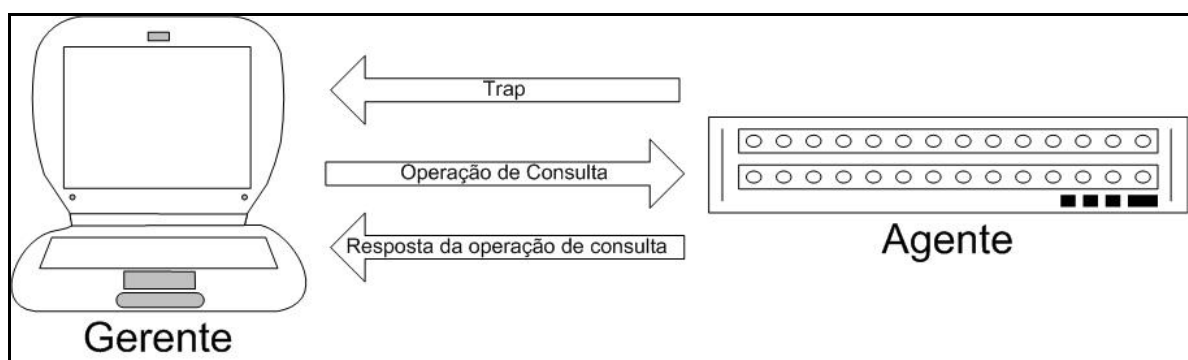 Trap
Operação de Consulta
Resposta da operação de consulta
Agente
Gerente